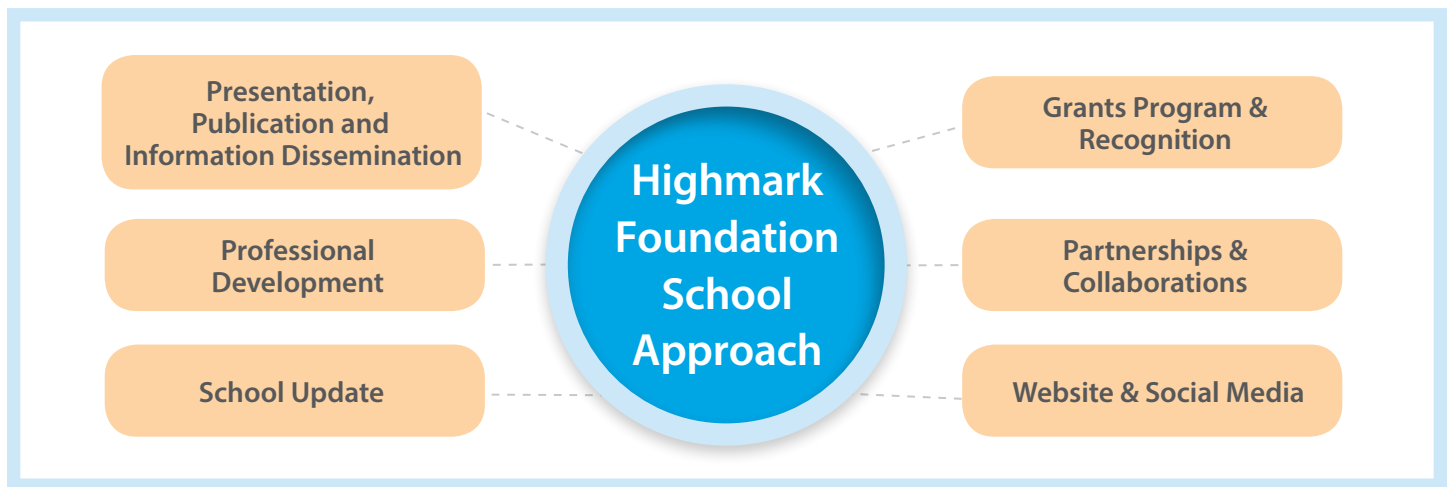 Presentation,
Publication and
Information Dissemination
Professional
Development
School Update
Highmark
Foundation
School
Approach
Grants Program &
Recognition
Partnerships &
Collaborations
Website & Social Media